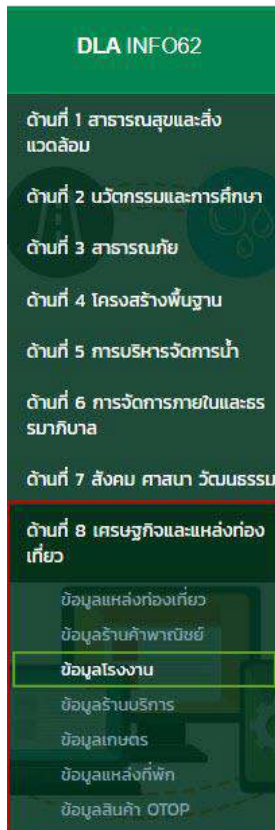 DLA INFO62
ด้านที่ 1 สาธารณสุขและสิ่ง
แวดล้อม
ด้านที่ 2 นวัตกรรมและการศึกษา
ด้านที่ 3 สาธารณภัย
ด้านที่ 4 โครงสร้างพื้นฐาน
ด้านที่ 5 การบริหารจัดการน้ำ
ด้านที่ 6 การจัดการภายในและธร
รมาภิบาล
ด้านที่ 7 สังคม ศาสนา วัฒนธรรม
ด้านที่ 8 เศรษฐกิจและแหล่งท่อง
เที่ยว
ข้อมูลแหล่งท่องเที่ยว
ข้อมูลร้านค้าพาณิชย์
ข้อมูลโรงงาน
ข้อมูลร้านบริการ
ข้อมูลเกษตร
ข้อมูลแหล่งที่พัก
ข้อมูลสินค้า OTOP